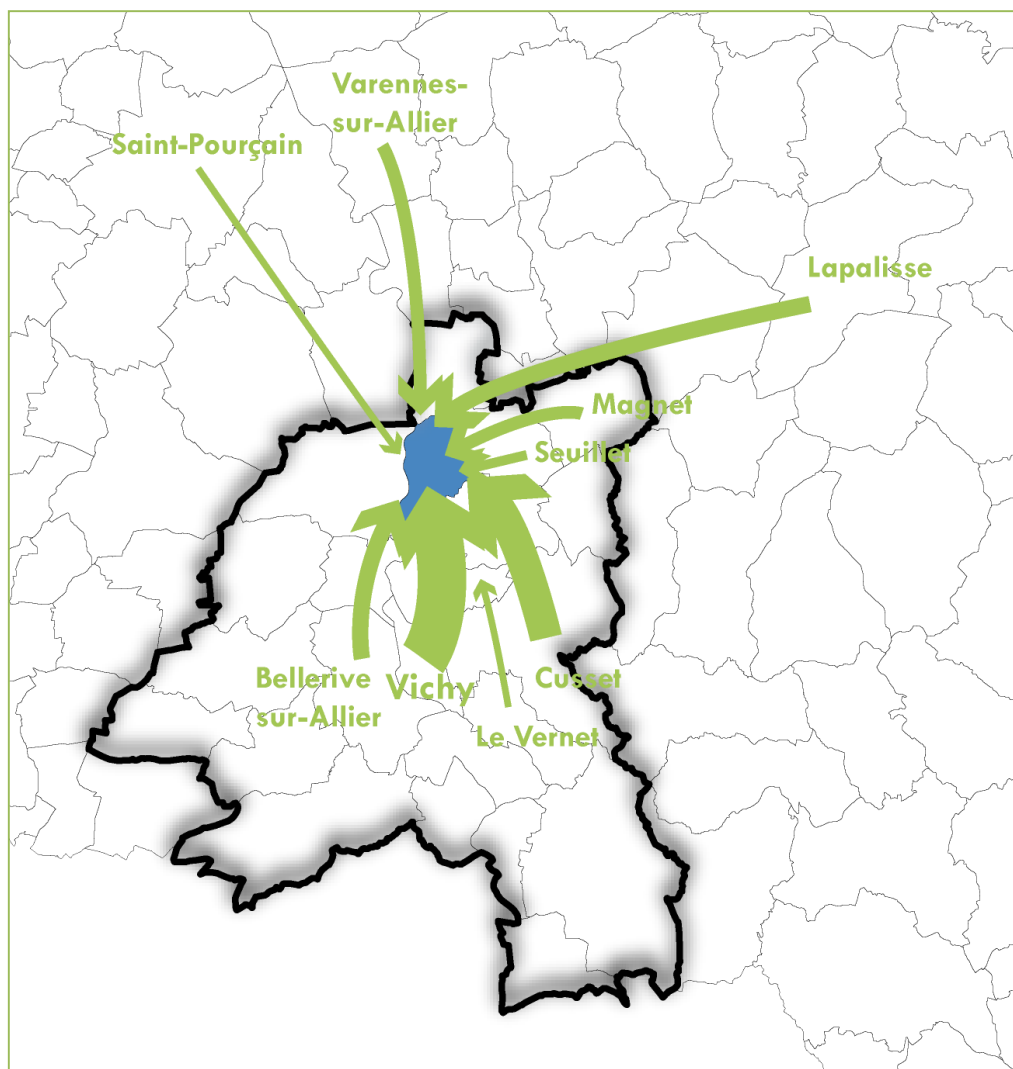 Varennes-
sur-Allier
Saint-Pourçain
Lapalisse
Magnet
Seuillet
Bellerive
sur-Allier
Vichy
Cusset
Le Vernet